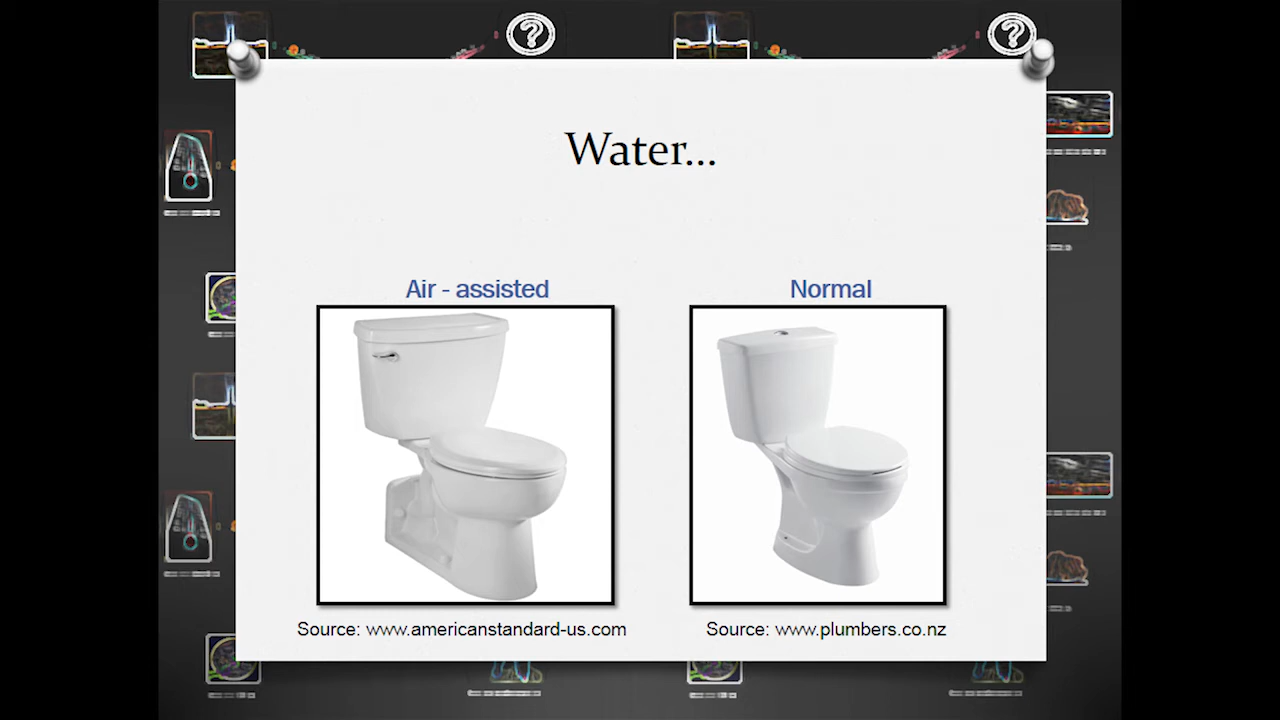 Water...
Air - assisted
Normal
Source: www.americanstandard-us.com
Source: www.plumbers.co.nz